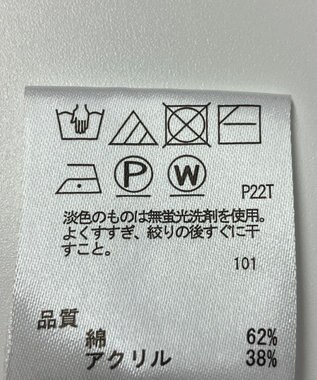 P W P22T
淡色のものは無蛍光洗剤を使用。
よくすすぎ、絞りの後すぐに干
すこと。
101
品質
綿 62%
アクリル 38%